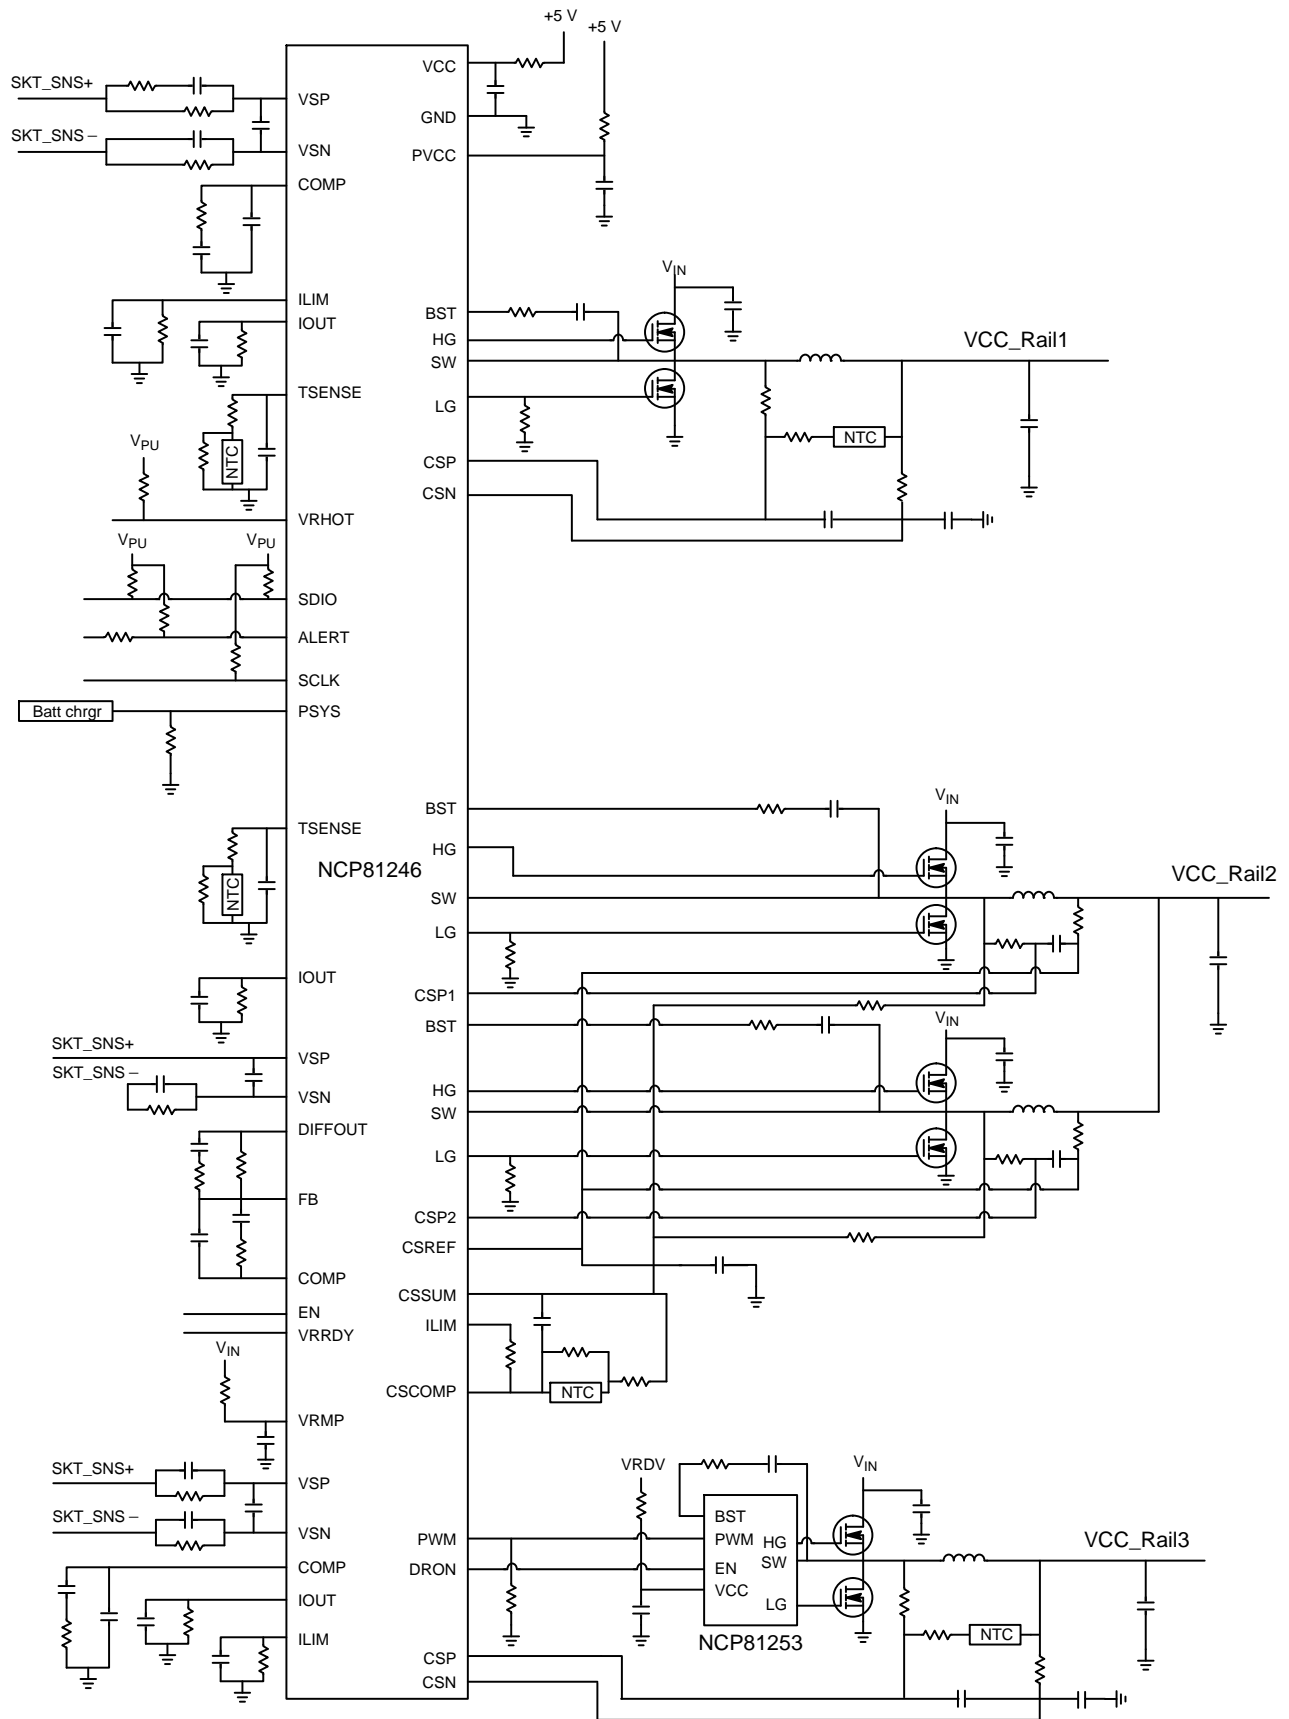 +5 V
+5 V
VCC
SKT_SNS+
VSP
GND
SKT_SNS –
VSN
PVCC
COMP
VIN
ILIM
BST
IOUT
HG
VCC_Rail1
SW
TSENSE
LG
VPU
NTC
NTC
CSP
CSN
VRHOT
VPU
VPU
SDIO
ALERT
SCLK
Batt chrgr
PSYS
VIN
BST
TSENSE
HG
NCP81246
VCC_Rail2
NTC
SW
LG
IOUT
CSP1
VIN
BST
SKT_SNS+
VSP
SKT_SNS –
VSN
HG
SW
DIFFOUT
LG
FB
CSP2
CSREF
COMP
CSSUM
EN
ILIM
VRRDY
VIN
CSCOMP
NTC
VRMP
SKT_SNS+
VRDV
VIN
VSP
BST
SKT_SNS –
VSN
PWM
PWM
HG
VCC_Rail3
COMP
DRON
EN
SW
VCC
IOUT
LG
ILIM
NCP81253
NTC
CSP
CSN